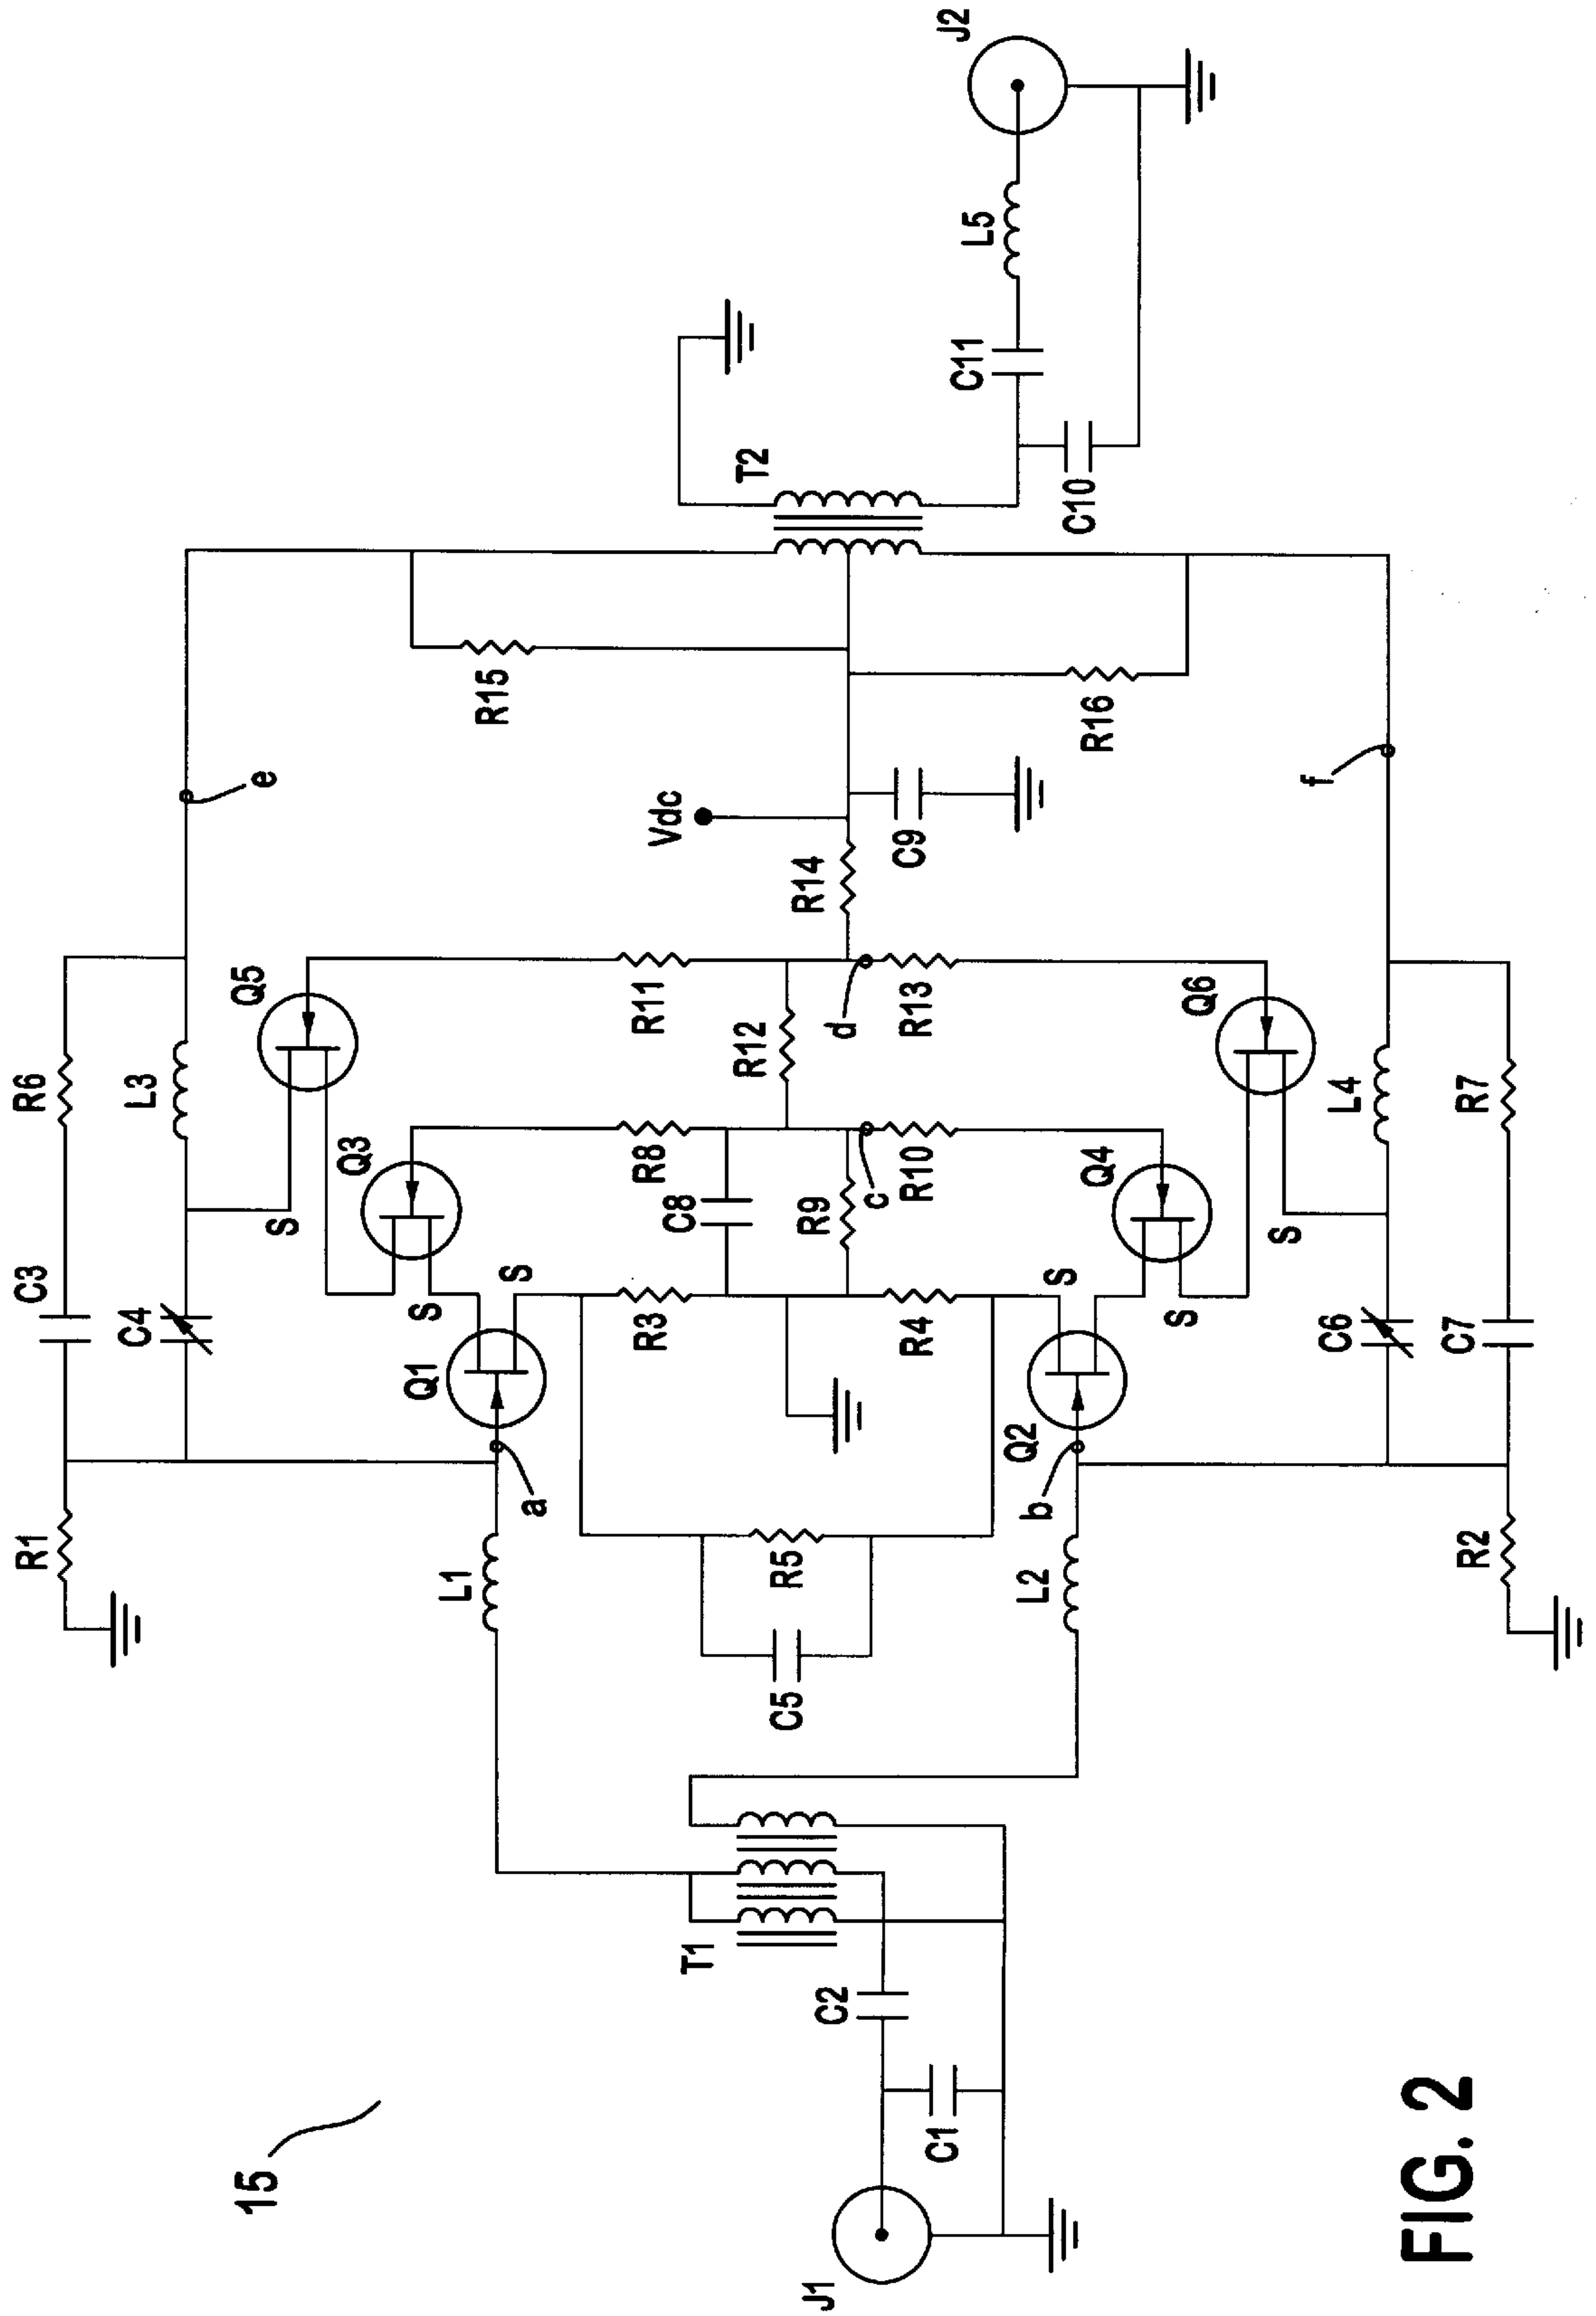 15
J1
C1
C2
T1
L1
L2
C5
R5
R1
R2
a
b
Q1
Q2
S
S
R3
R4
C3
C4
C6
C7
S
S
Q3
Q4
R8
C8
R9
c
R10
S
S
R6
L3
L4
R7
Q5
Q6
R11
R12
d
R13
R14
Vdc
C9
e
f
R15
R16
T2
C10
C11
L5
J2
FIG. 2